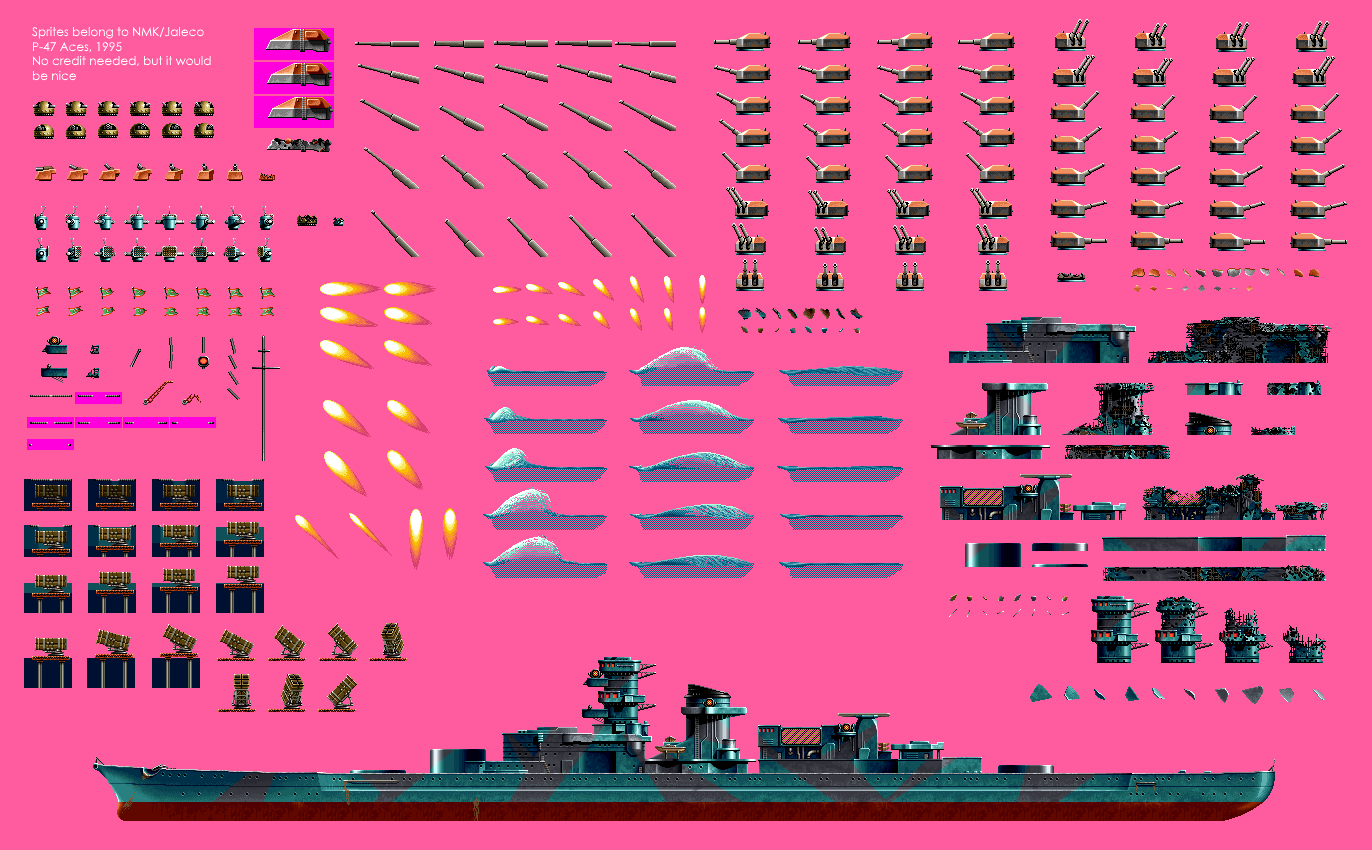 Sprites belong to NMK/Jaleco
P-47 Aces, 1995
No credit needed, but it would
be nice